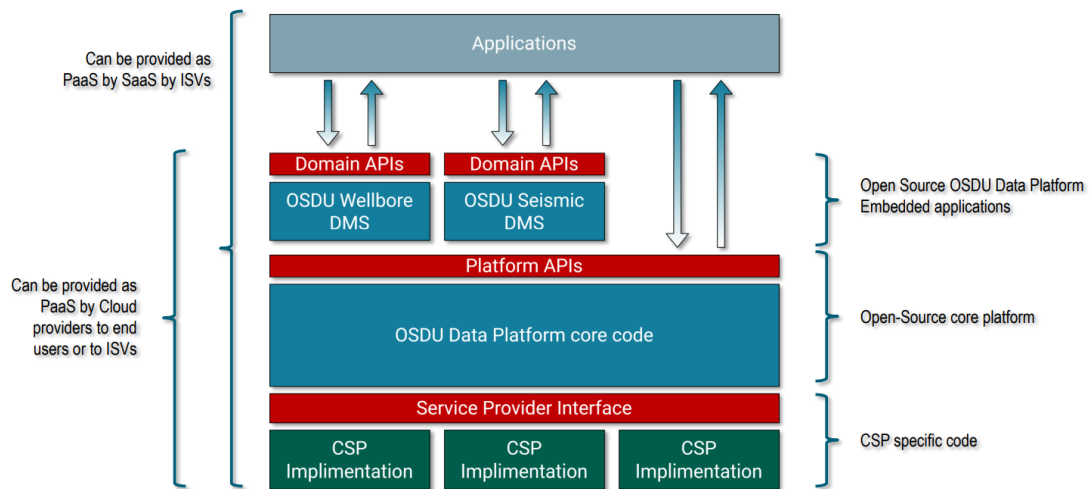 Applications
Can be provided as
PaaS by SaaS by ISVs
Domain APIs
Domain APIs
OSDU Wellbore
DMS
OSDU Seismic
DMS
Open Source OSDU Data Platform
Embedded applications
Platform APIs
Can be provided as
PaaS by Cloud
providers to end
users or to ISVs
OSDU Data Platform core code
Open-Source core platform
Service Provider Interface
CSP
Implimentation
CSP
Implimentation
CSP
Implimentation
CSP specific code